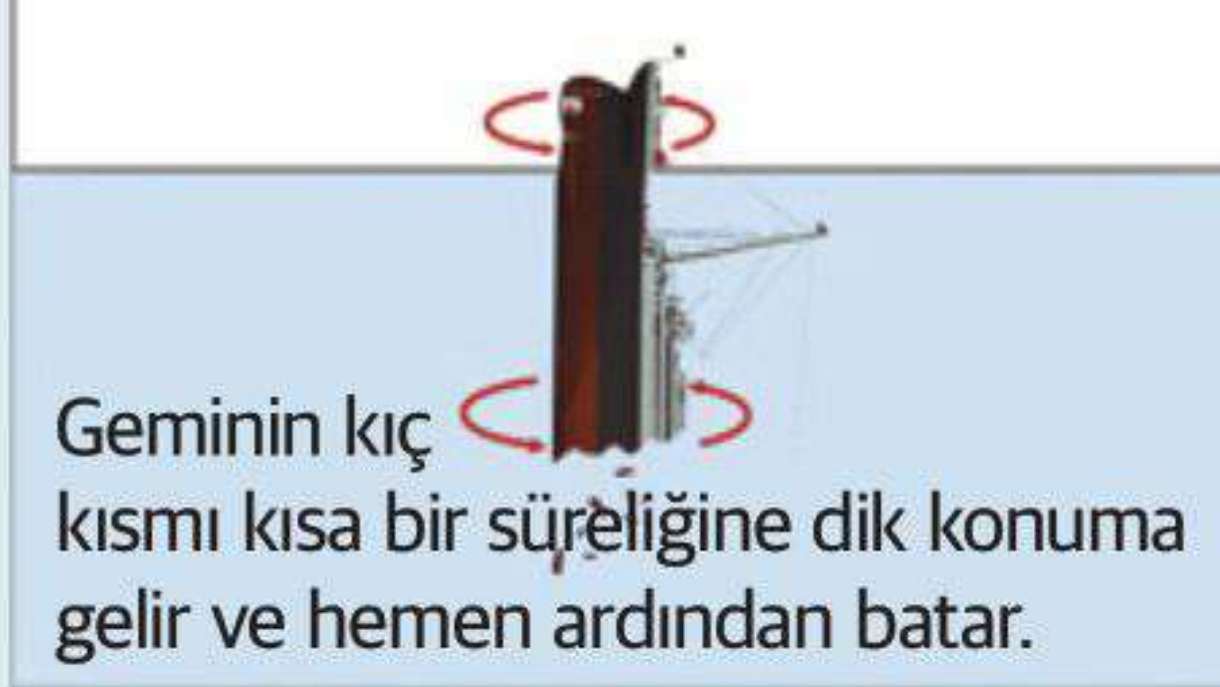 Geminin kıç
kısmı kısa bir süreliğine dik konuma
gelir ve hemen ardından batar.